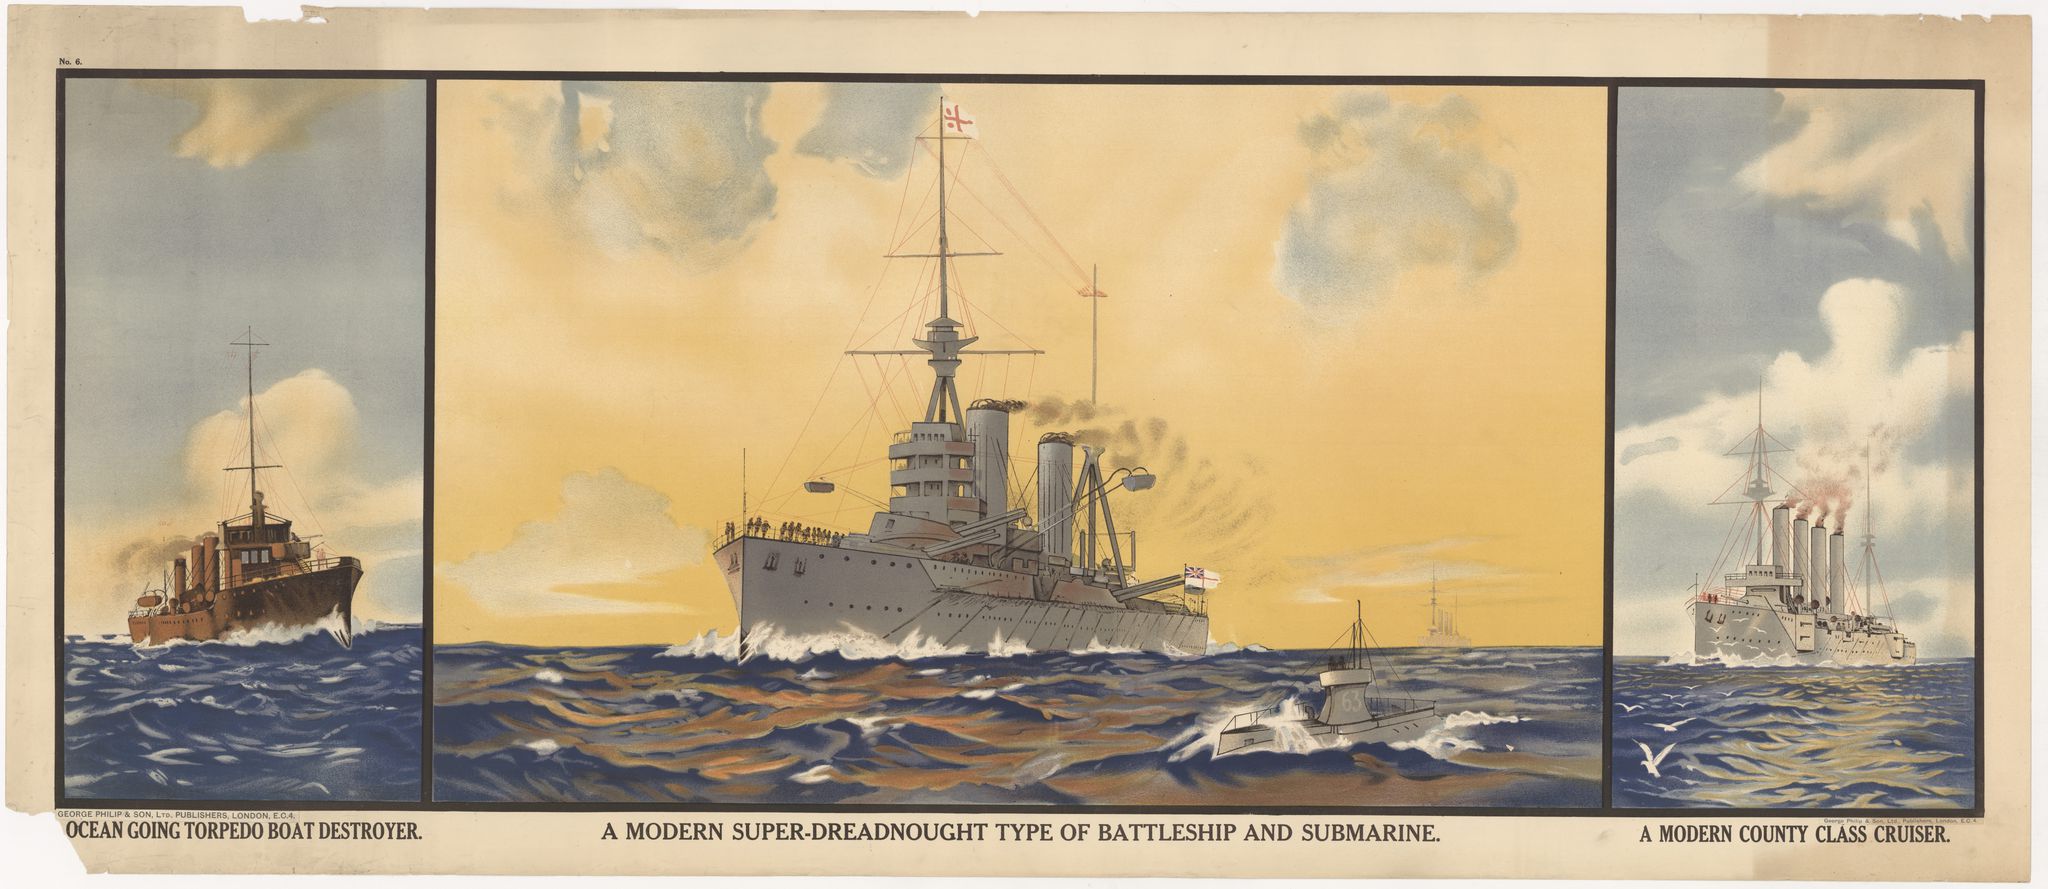 No. 6.
63
GEORGE PHILIP & SON, LTD. PUBLISHERS, LONDON, E.C.4.
George Philip & Son, Ltd., Publishers, London, E.C.4.
OCEAN GOING TORPEDO BOAT DESTROYER.
A MODERN SUPER-DREADNOUGHT TYPE OF BATTLESHIP AND SUBMARINE.
A MODERN COUNTY CLASS CRUISER.